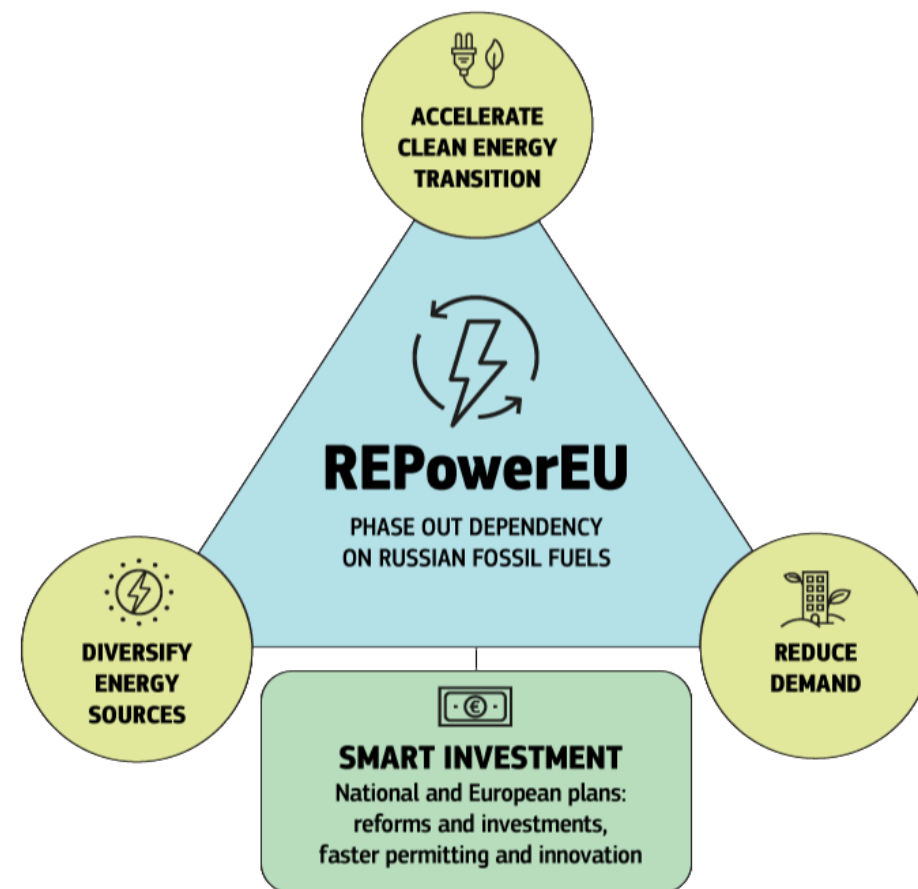 ACCELERATE
CLEAN ENERGY
TRANSITION
REPowerEU
PHASE OUT DEPENDENCY
ON RUSSIAN FOSSIL FUELS
DIVERSIFY
ENERGY
SOURCES
REDUCE
DEMAND
€
SMART INVESTMENT
National and European plans:
reforms and investments,
faster permitting and innovation